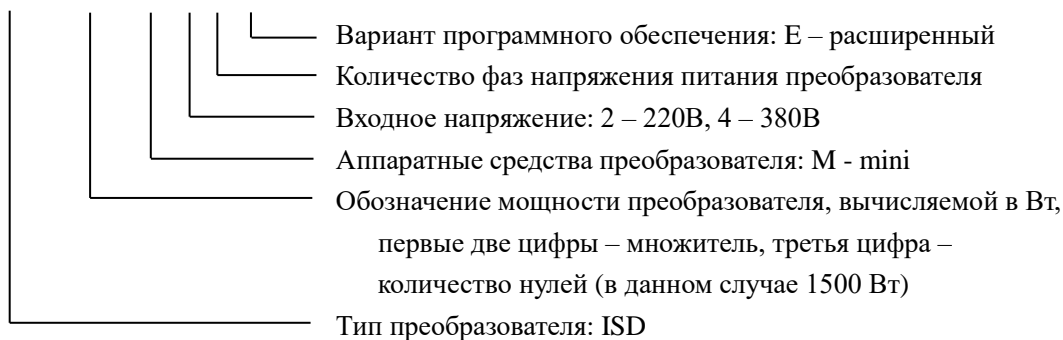 Вариант программного обеспечения: E – расширенный
Количество фаз напряжения питания преобразователя
Входное напряжение: 2 – 220В, 4 – 380В
Аппаратные средства преобразователя: M - mini
Обозначение мощности преобразователя, вычисляемой в Вт,
первые две цифры – множитель, третья цифра –
количество нулей (в данном случае 1500 Вт)
Тип преобразователя: ISD